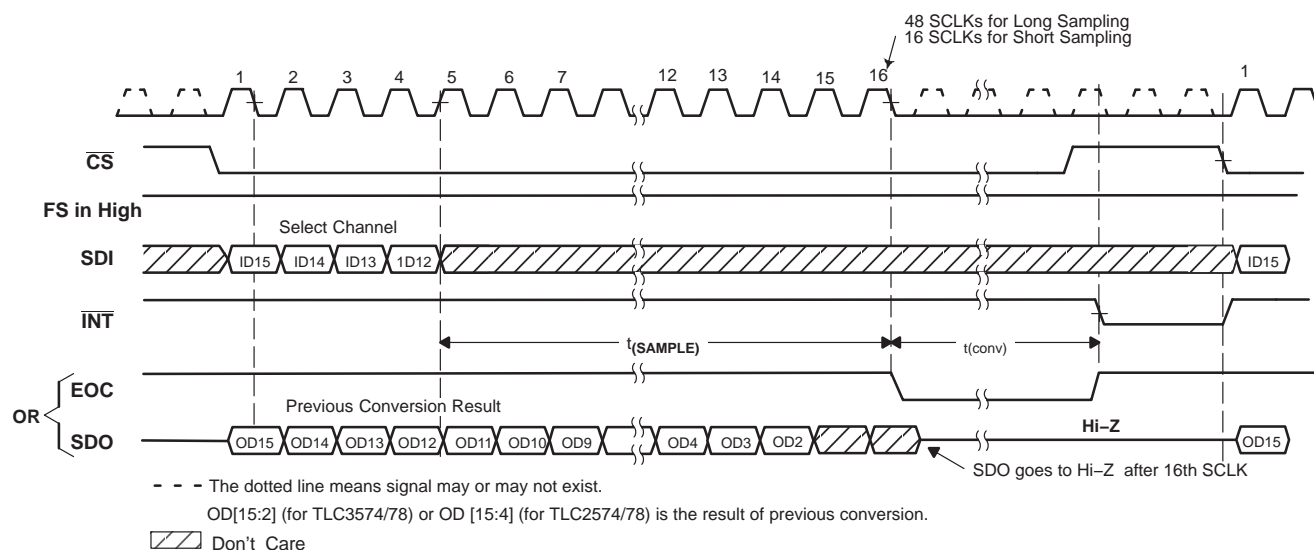 48 SCLKs for Long Sampling
16 SCLKs for Short Sampling
1 2 3 4 5 6 7 12 13 14 15 16 1
CS
FS in High
Select Channel
SDI ID15 ID14 ID13 1D12 ID15
INT
t(SAMPLE) t(conv)
EOC
OR
Previous Conversion Result
SDO OD15 OD14 OD13 OD12 OD11 OD10 OD9 OD4 OD3 OD2 Hi–Z OD15
SDO goes to Hi–Z after 16th SCLK
The dotted line means signal may or may not exist.
OD[15:2] (for TLC3574/78) or OD [15:4] (for TLC2574/78) is the result of previous conversion.
Don't Care